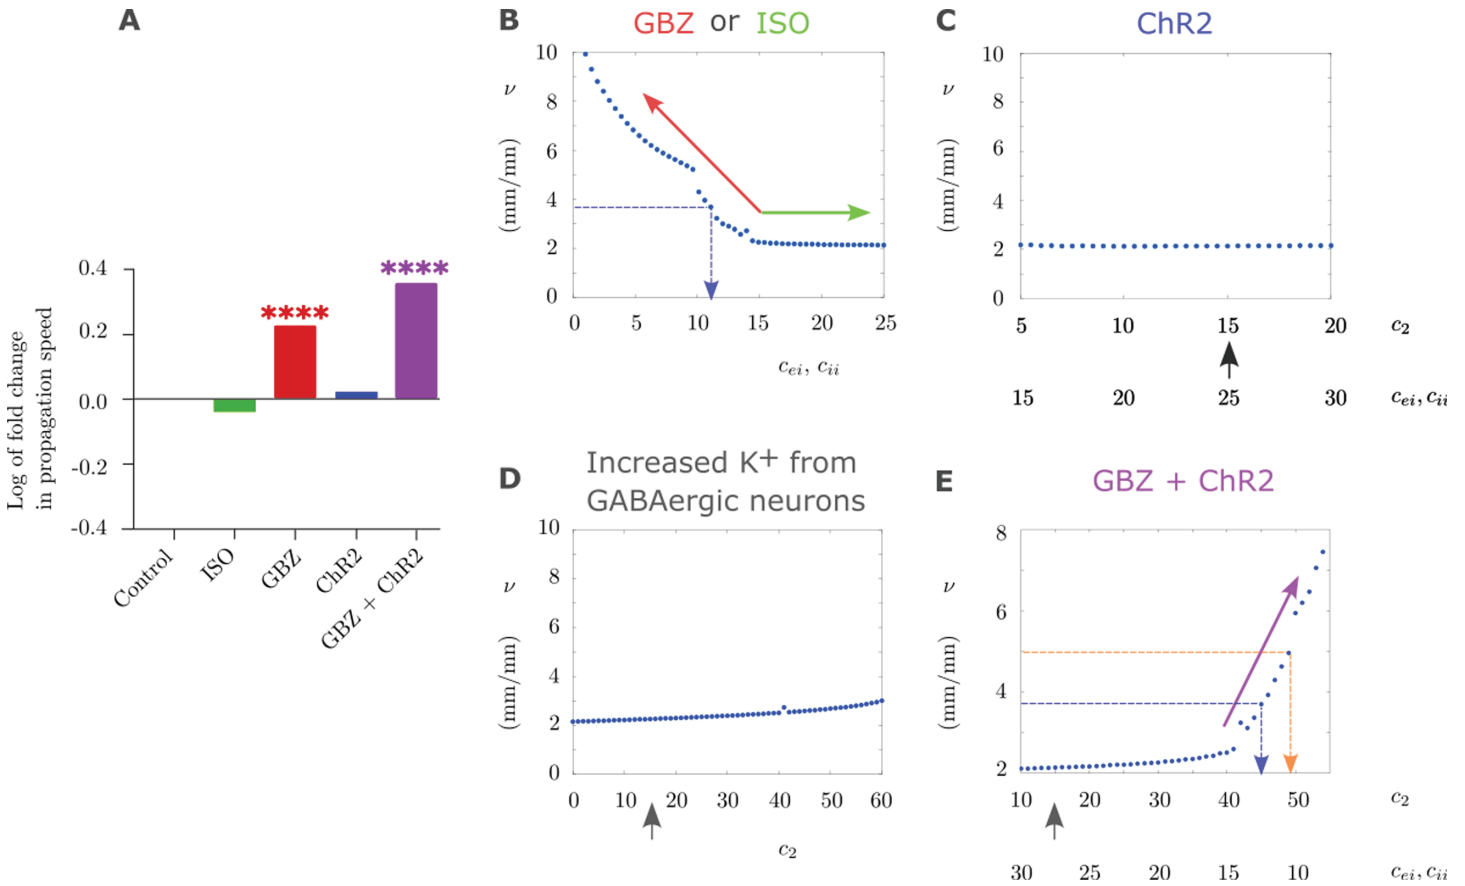 A
Log of fold change
in propagation speed
0.4
0.2
0.0
-0.2
-0.4
****
****
Control
ISO
GBZ
ChR2
GBZ + ChR2
B
GBZ or ISO
10
8
6
4
2
0
ν
(mm/mn)
0 5 10 15 20 25
c_ei, c_ii
C
ChR2
10
8
6
4
2
0
ν
(mm/mn)
5 10 15 20 c_2
15 20 25 30 c_ei, c_ii
D
Increased K+ from
GABAergic neurons
10
8
6
4
2
0
ν
(mm/mn)
0 10 20 30 40 50 60
c_2
E
GBZ + ChR2
8
6
4
2
ν
(mm/mn)
10 20 30 40 50 c_2
30 25 20 15 10 c_ei, c_ii